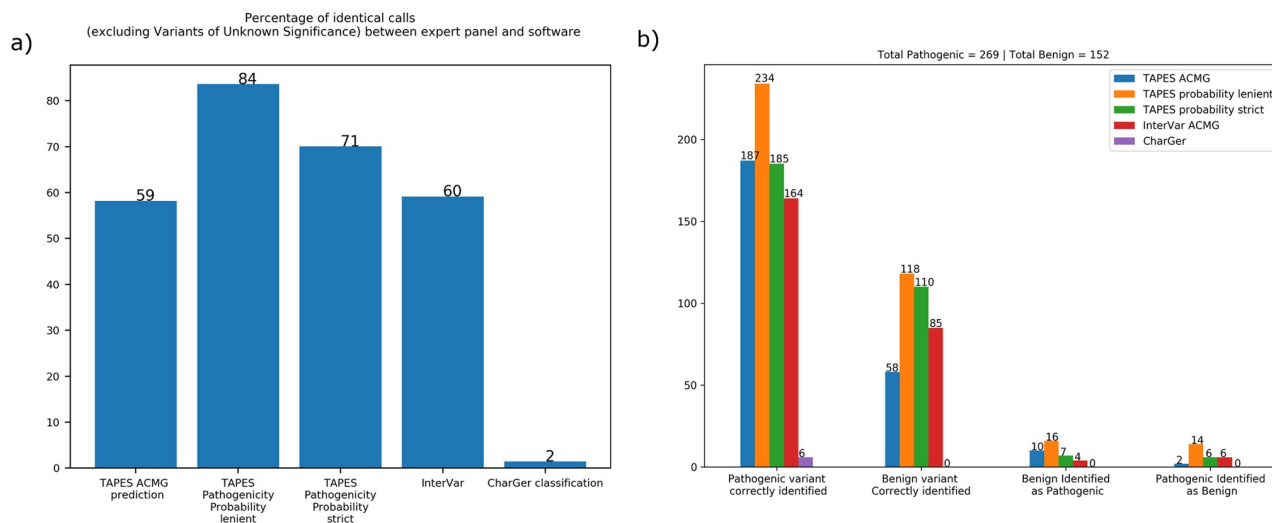 a)
Percentage of identical calls
(excluding Variants of Unknown Significance) between expert panel and software
80
70
60
50
40
30
20
10
0
59
84
71
60
2
TAPES ACMG
prediction
TAPES
Pathogenicity
Probability
lenient
TAPES
Pathogenicity
Probability
strict
InterVar
CharGer classification
b)
Total Pathogenic = 269 | Total Benign = 152
TAPES ACMG
TAPES probability lenient
TAPES probability strict
InterVar ACMG
CharGer
200
150
100
50
0
187
234
185
164
6
58
118
110
85
0
10
16
7
4
0
2
14
6
6
0
Pathogenic variant
correctly identified
Benign variant
Correctly identified
Benign Identified
as Pathogenic
Pathogenic Identified
as Benign